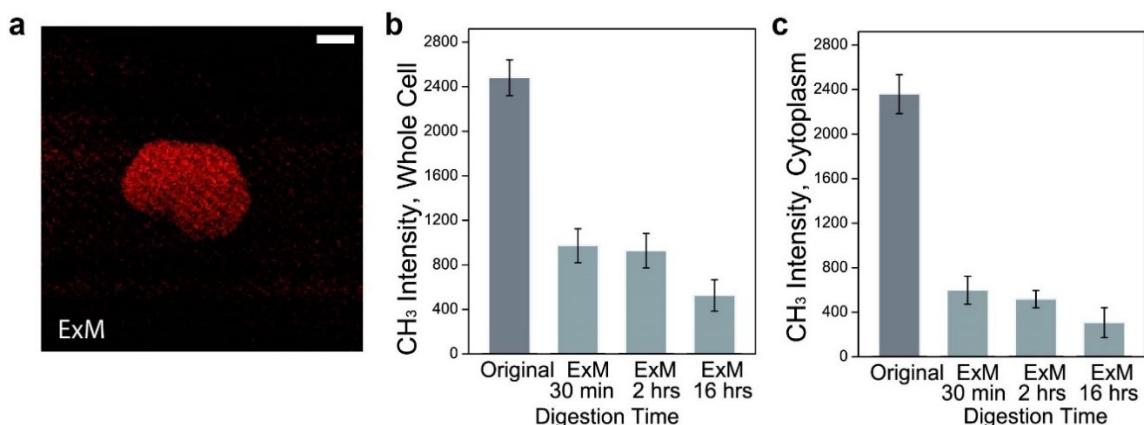 a
ExM
b
CH₃ Intensity, Whole Cell
2800
2400
2000
1600
1200
800
400
0
Original
ExM
30 min
ExM
2 hrs
ExM
16 hrs
Digestion Time
c
CH₃ Intensity, Cytoplasm
2800
2400
2000
1600
1200
800
400
0
Original
ExM
30 min
ExM
2 hrs
ExM
16 hrs
Digestion Time